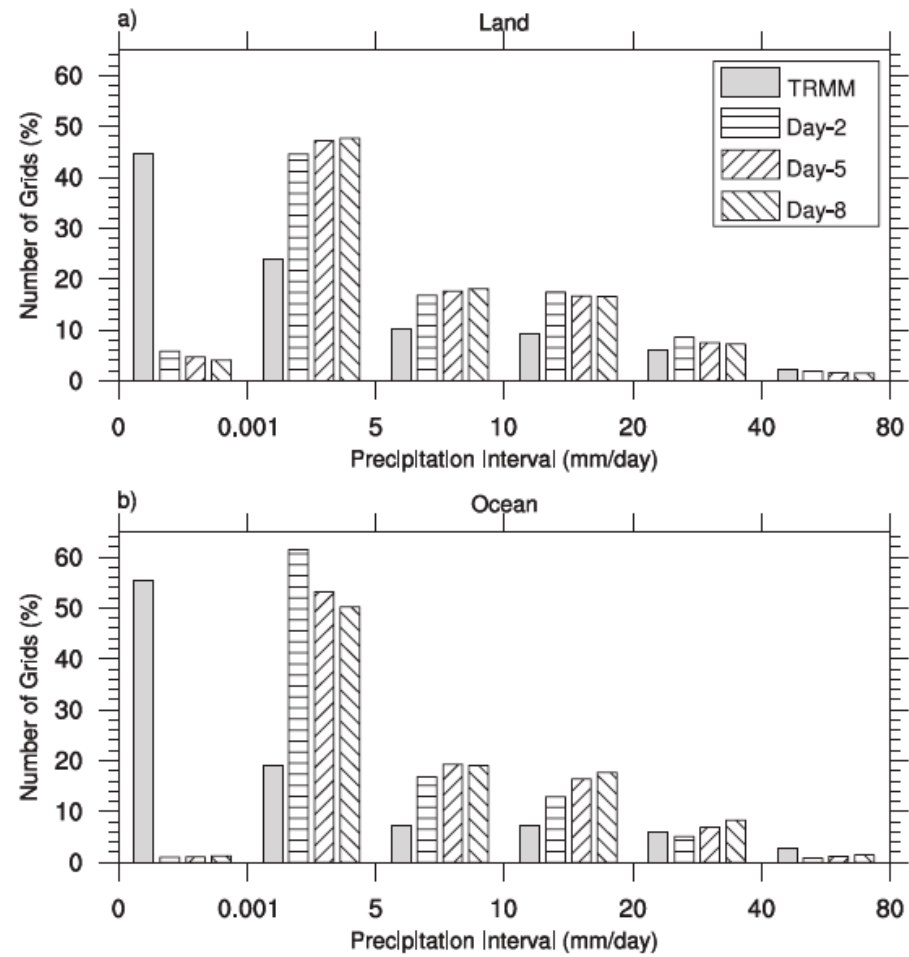 a)
Land
60
50
40
30
20
10
0
Number of Grids (%)
TRMM
Day-2
Day-5
Day-8
0 0.001 5 10 20 40 80
Precipitation Interval (mm/day)
b)
Ocean
60
50
40
30
20
10
0
Number of Grids (%)
0 0.001 5 10 20 40 80
Precipitation Interval (mm/day)